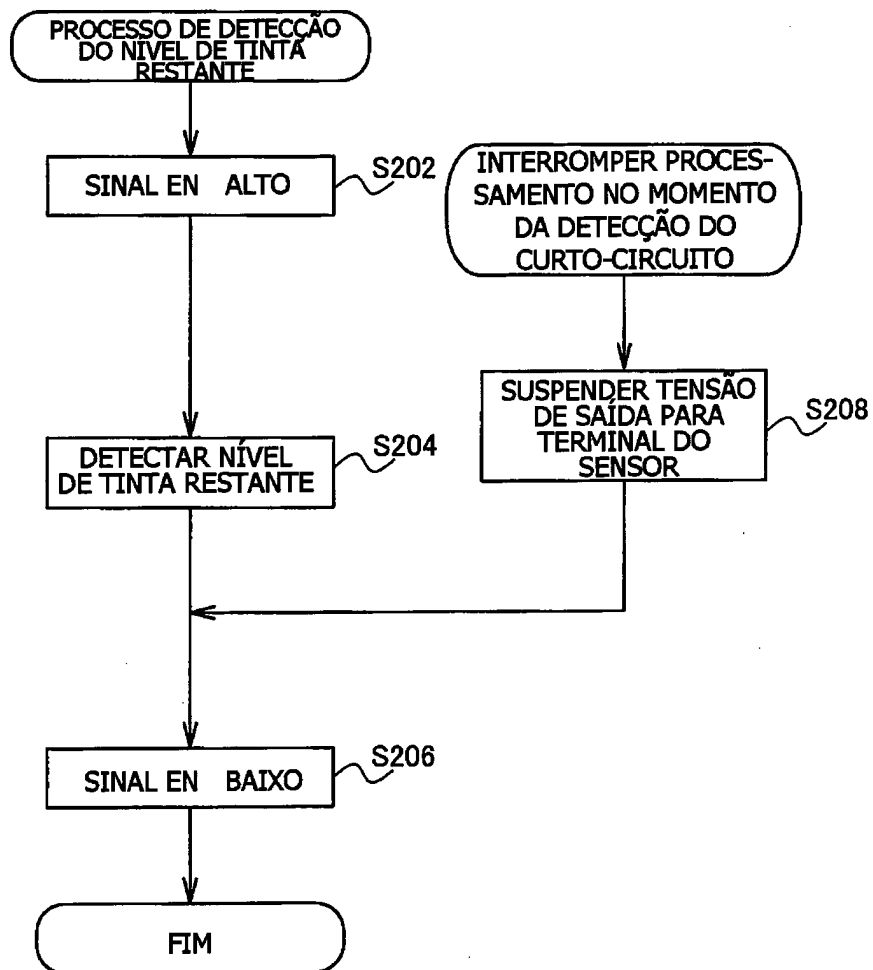 PROCESSO DE DETECÇÃO
DO NÍVEL DE TINTA
RESTANTE
SINAL EN ALTO
S202
INTERROMPER PROCES-
SAMENTO NO MOMENTO
DA DETECÇÃO DO
CURTO-CIRCUITO
DETECTAR NÍVEL
DE TINTA RESTANTE
S204
SUSPENDER TENSÃO
DE SAÍDA PARA
TERMINAL DO
SENSOR
S208
SINAL EN BAIXO
S206
FIM